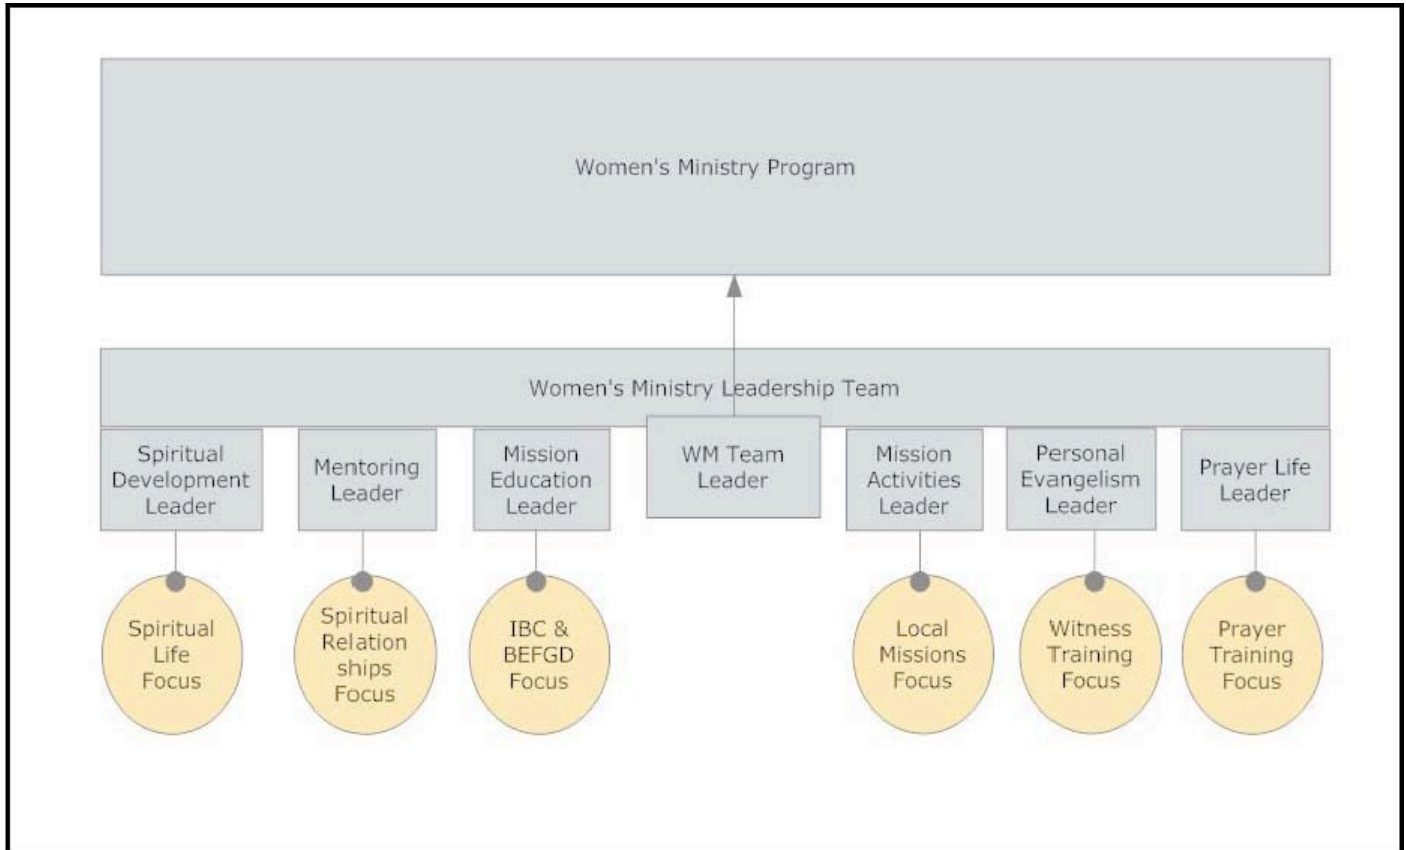 Women's Ministry Program
Women's Ministry Leadership Team
Spiritual
Development
Leader
Mentoring
Leader
Mission
Education
Leader
WM Team
Leader
Mission
Activities
Leader
Personal
Evangelism
Leader
Prayer Life
Leader
Spiritual
Life
Focus
Spiritual
Relation
ships
Focus
IBC &
BEFGD
Focus
Local
Missions
Focus
Witness
Training
Focus
Prayer
Training
Focus